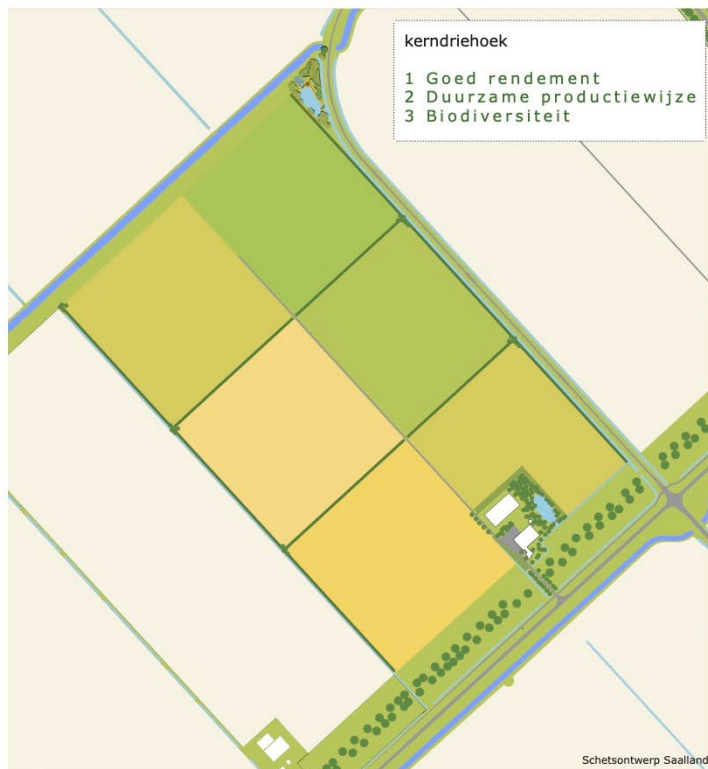 kerndriehoek
1 Goed rendement
2 Duurzame productiewijze
3 Biodiversiteit
Schetsontwerp Saalland